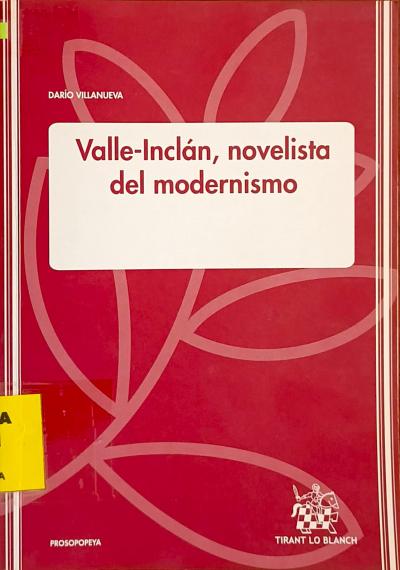 DARÍO VILLANUEVA
Valle-Inclán, novelista
del modernismo
A
A
PROSOPOPEYA
TIRANT LO BLANCH